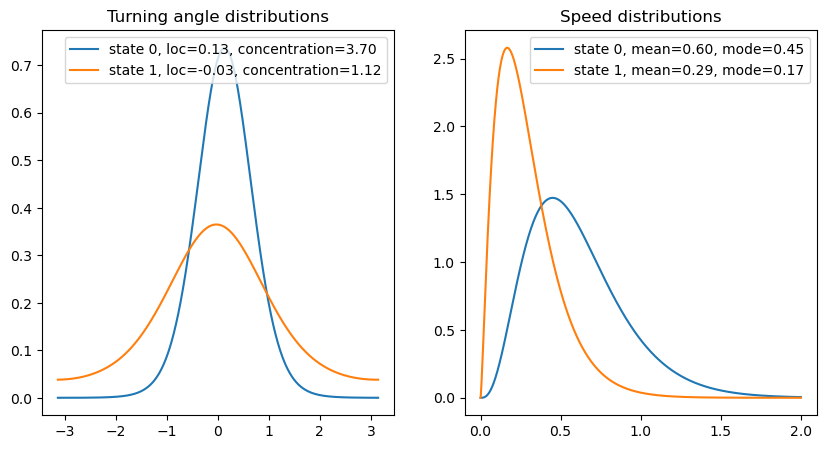 Turning angle distributions
state 0, loc=0.13, concentration=3.70
state 1, loc=-0.03, concentration=1.12
0.7
0.6
0.5
0.4
0.3
0.2
0.1
0.0
−3 −2 −1 0 1 2 3
Speed distributions
state 0, mean=0.60, mode=0.45
state 1, mean=0.29, mode=0.17
2.5
2.0
1.5
1.0
0.5
0.0
0.0 0.5 1.0 1.5 2.0